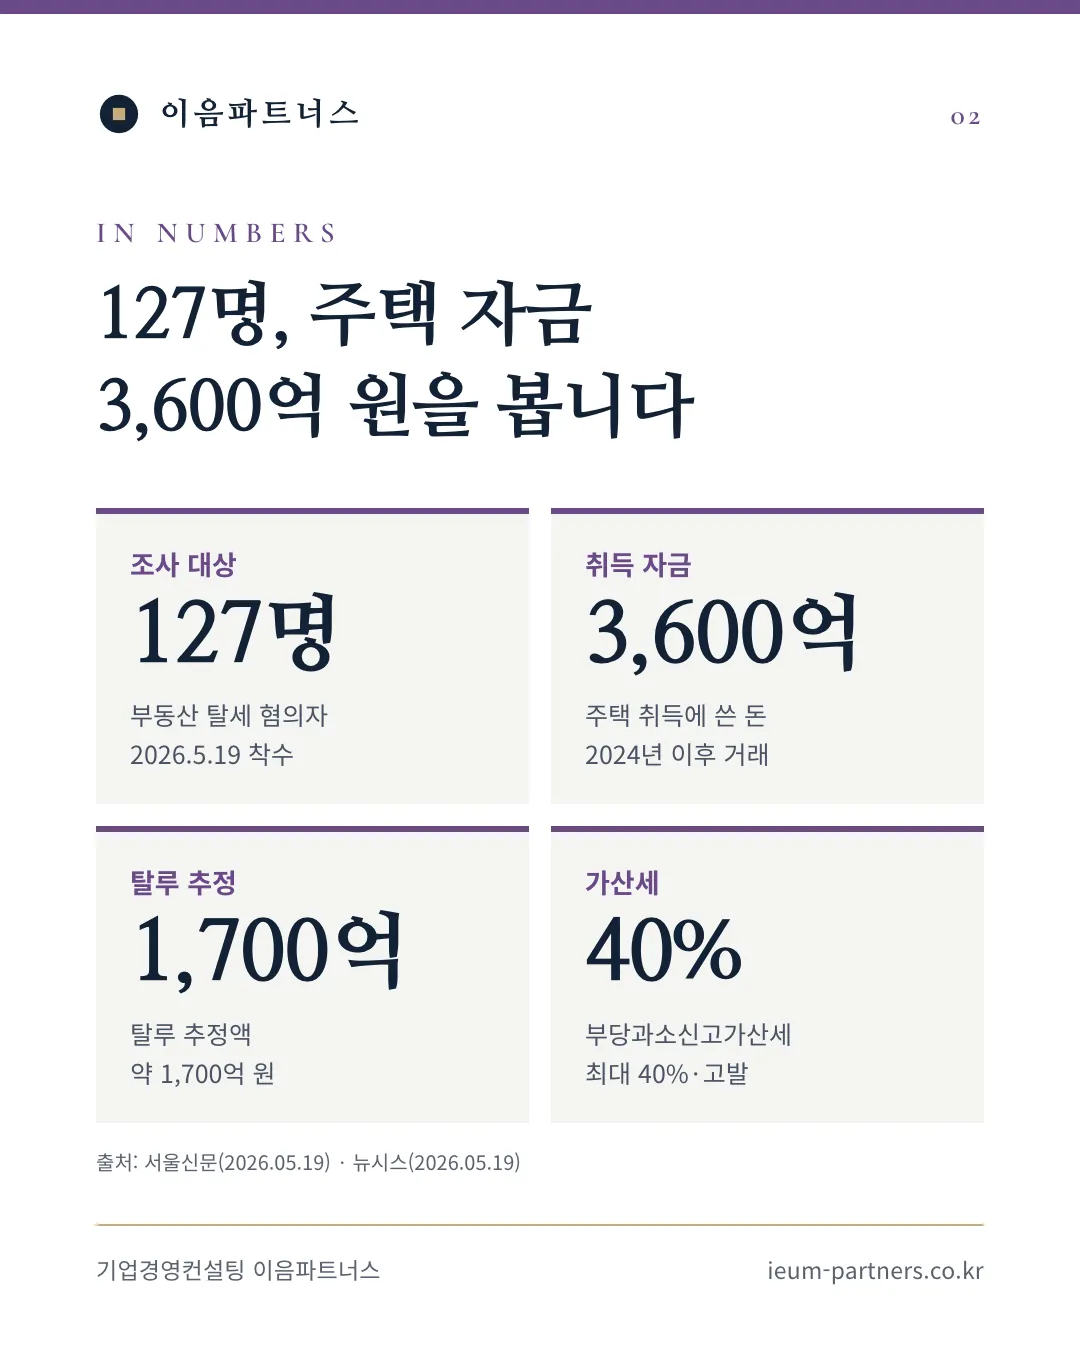 이음파트너스
02
IN NUMBERS
127명, 주택 자금
3,600억 원을 봅니다
조사 대상
127명
부동산 탈세 혐의자
2026.5.19 착수
취득 자금
3,600억
주택 취득에 쓴 돈
2024년 이후 거래
탈루 추정
1,700억
탈루 추정액
약 1,700억 원
가산세
40%
부당과소신고가산세
최대 40%·고발
출처: 서울신문(2026.05.19) · 뉴시스(2026.05.19)
기업경영컨설팅 이음파트너스
ieum-partners.co.kr